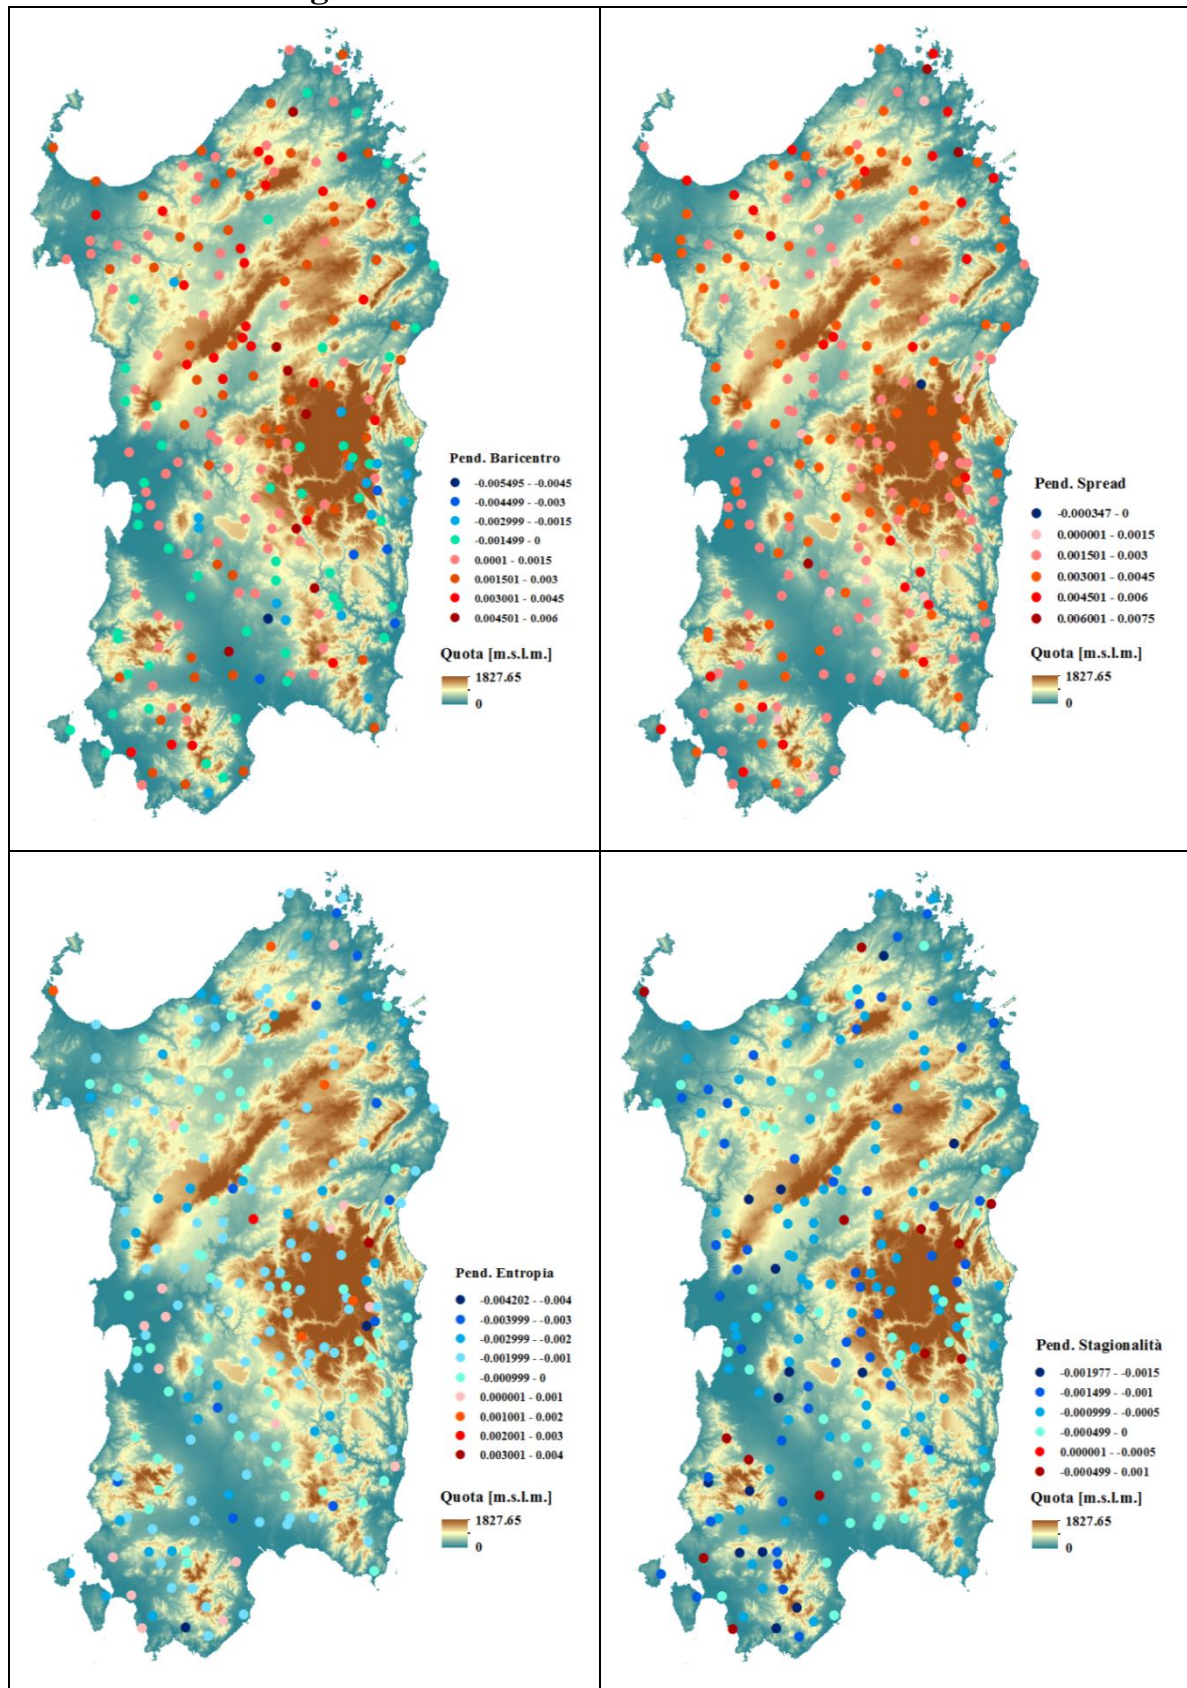 Pend. Baricentro
-0.005495 - -0.0045
-0.004499 - -0.003
-0.002999 - -0.0015
-0.001499 - 0
0.0001 - 0.0015
0.001501 - 0.003
0.003001 - 0.0045
0.004501 - 0.006
Quota [m.s.l.m.]
1827.65
0
Pend. Spread
-0.000347 - 0
0.000001 - 0.0015
0.001501 - 0.003
0.003001 - 0.0045
0.004501 - 0.006
0.006001 - 0.0075
Quota [m.s.l.m.]
1827.65
0
Pend. Entropia
-0.004202 - -0.004
-0.003999 - -0.003
-0.002999 - -0.002
-0.001999 - -0.001
-0.000999 - 0
0.000001 - 0.001
0.001001 - 0.002
0.002001 - 0.003
0.003001 - 0.004
Quota [m.s.l.m.]
1827.65
0
Pend. Stagionalità
-0.001977 - -0.0015
-0.001499 - -0.001
-0.000999 - -0.0005
-0.000499 - 0
0.000001 - -0.0005
-0.000499 - 0.001
Quota [m.s.l.m.]
1827.65
0